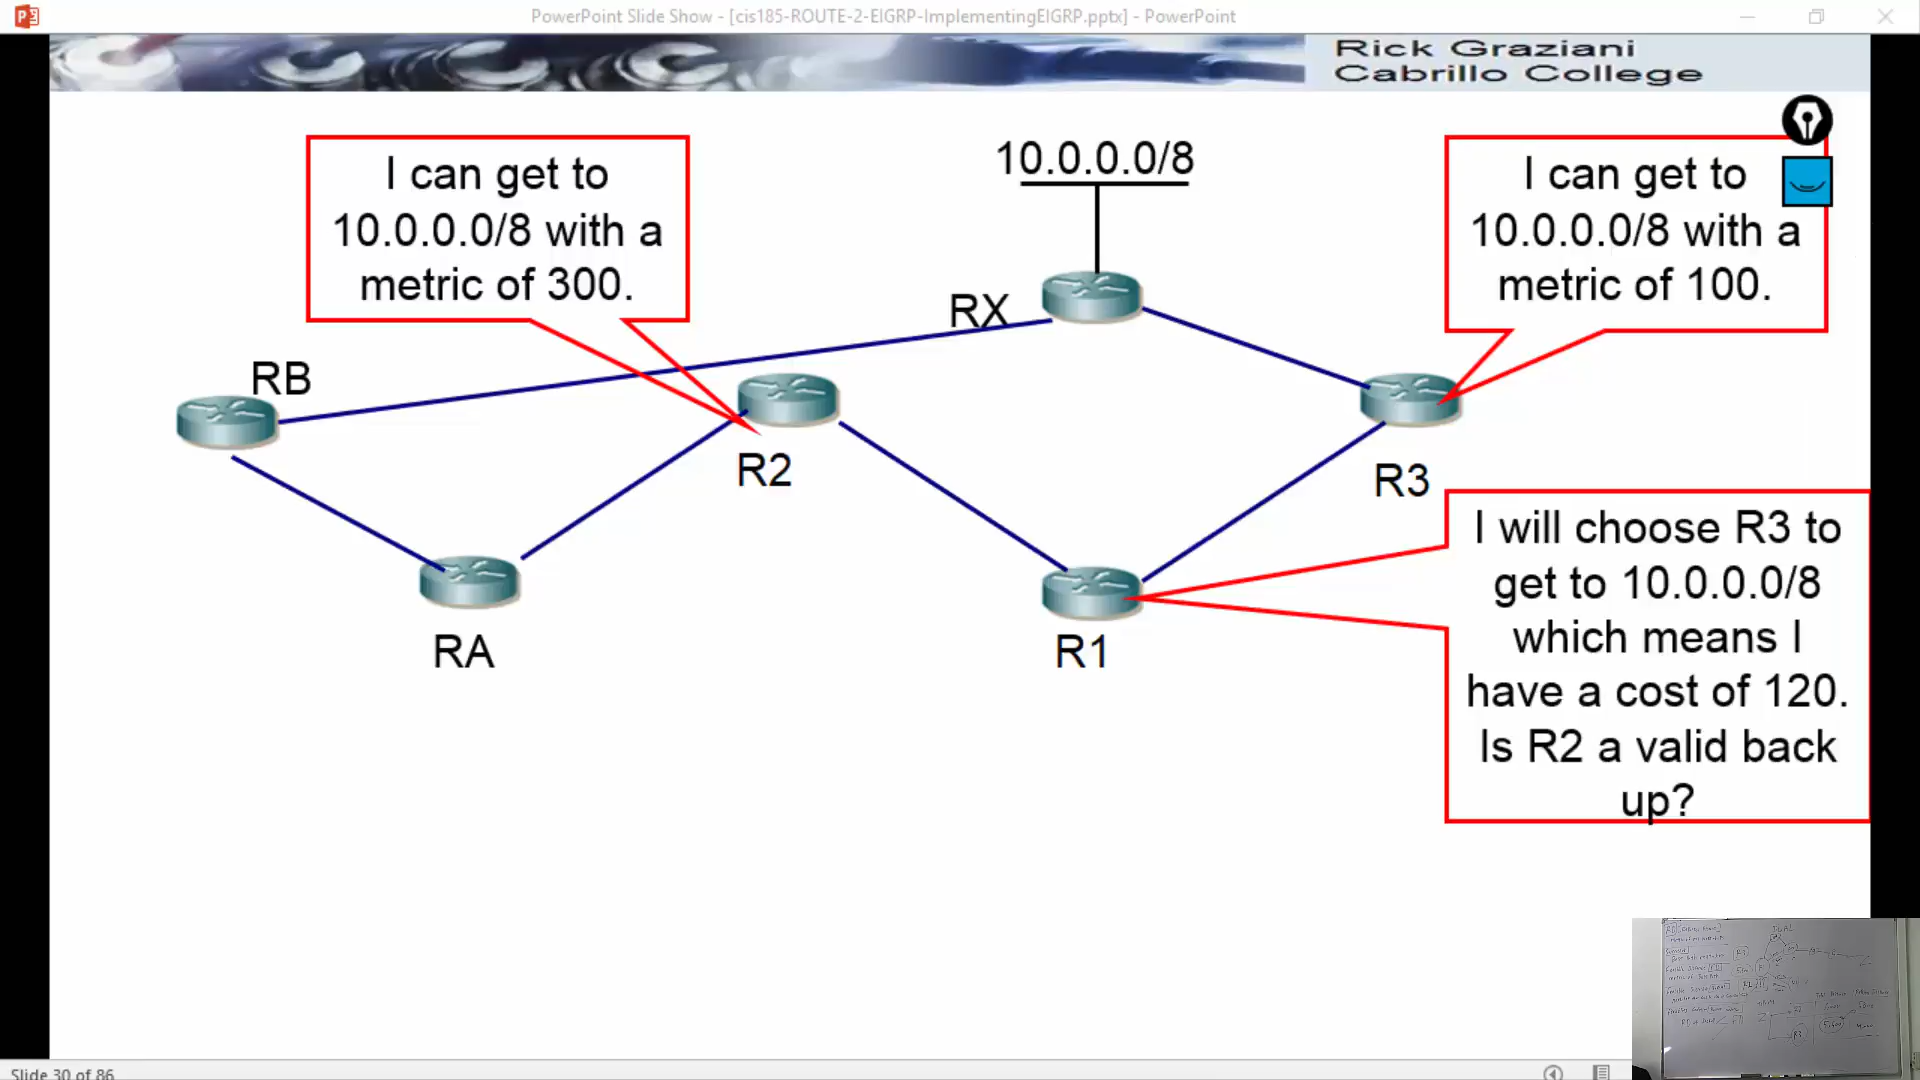 PowerPoint Slide Show - [cis185-ROUTE-2-EIGRP-ImplementingEIGRP.pptx] - PowerPoint
Rick Graziani
Cabrillo College
I can get to
10.0.0.0/8 with a
metric of 300.
10.0.0.0/8
I can get to
10.0.0.0/8 with a
metric of 100.
RX
RB
R2
R3
I will choose R3 to
get to 10.0.0.0/8
which means I
have a cost of 120.
Is R2 a valid back
up?
RA
R1
DUAL
Slide 30 of 86